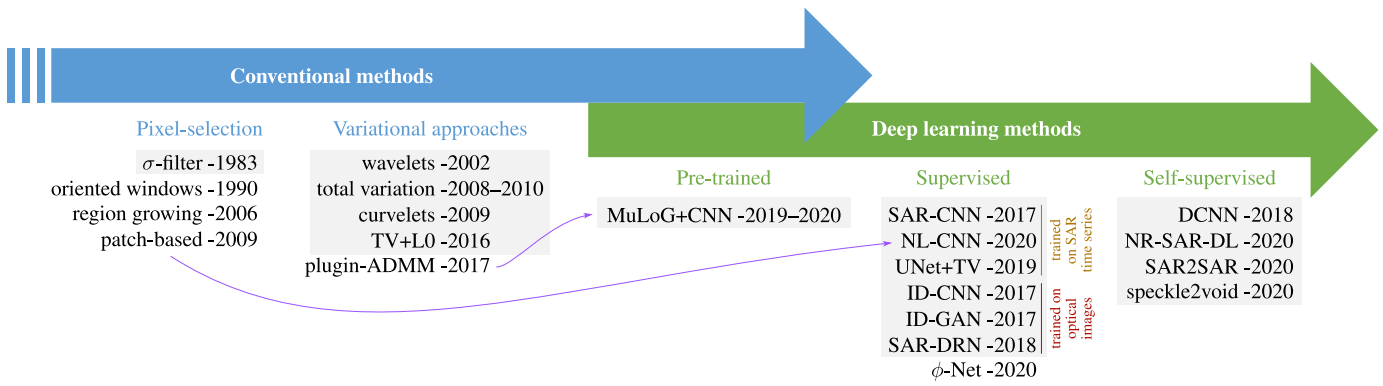 Conventional methods
Deep learning methods
Pixel-selection
σ-filter -1983
oriented windows -1990
region growing -2006
patch-based -2009
Variational approaches
wavelets -2002
total variation -2008–2010
curvelets -2009
TV+L0 -2016
plugin-ADMM -2017
Pre-trained
MuLoG+CNN -2019–2020
Supervised
SAR-CNN -2017
NL-CNN -2020
UNet+TV -2019
trained
on SAR
time series
ID-CNN -2017
ID-GAN -2017
SAR-DRN -2018
trained on
optical
images
ϕ-Net -2020
Self-supervised
DCNN -2018
NR-SAR-DL -2020
SAR2SAR -2020
speckle2void -2020